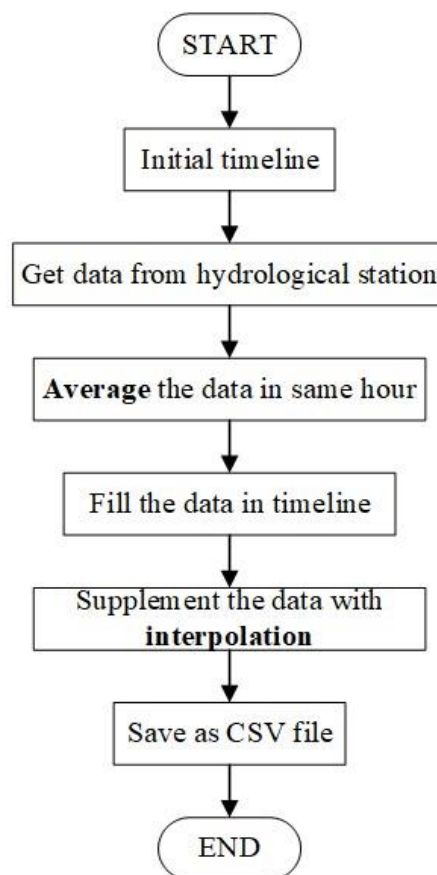 START
Initial timeline
Get data from hydrological station
Average the data in same hour
Fill the data in timeline
Supplement the data with
interpolation
Save as CSV file
END